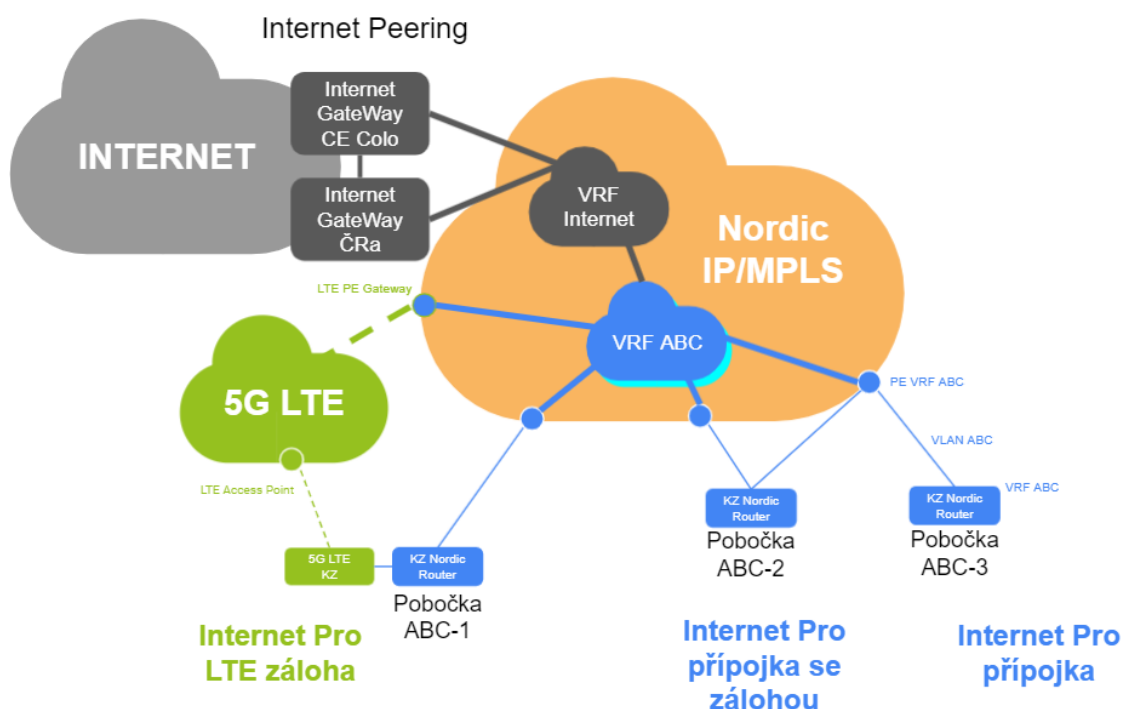 Internet Peering
Internet
GateWay
CE Colo
INTERNET
Internet
GateWay
ČRa
VRF
Internet
Nordic
IP/MPLS
LTE PE Gateway
VRF ABC
5G LTE
PE VRF ABC
VLAN ABC
LTE Access Point
VRF ABC
KZ Nordic
Router
KZ Nordic
Router
Pobočka
ABC-2
Pobočka
ABC-3
5G LTE
KZ
KZ Nordic
Router
Pobočka
ABC-1
Internet Pro
LTE záloha
Internet Pro
přípojka se
zálohou
Internet Pro
přípojka